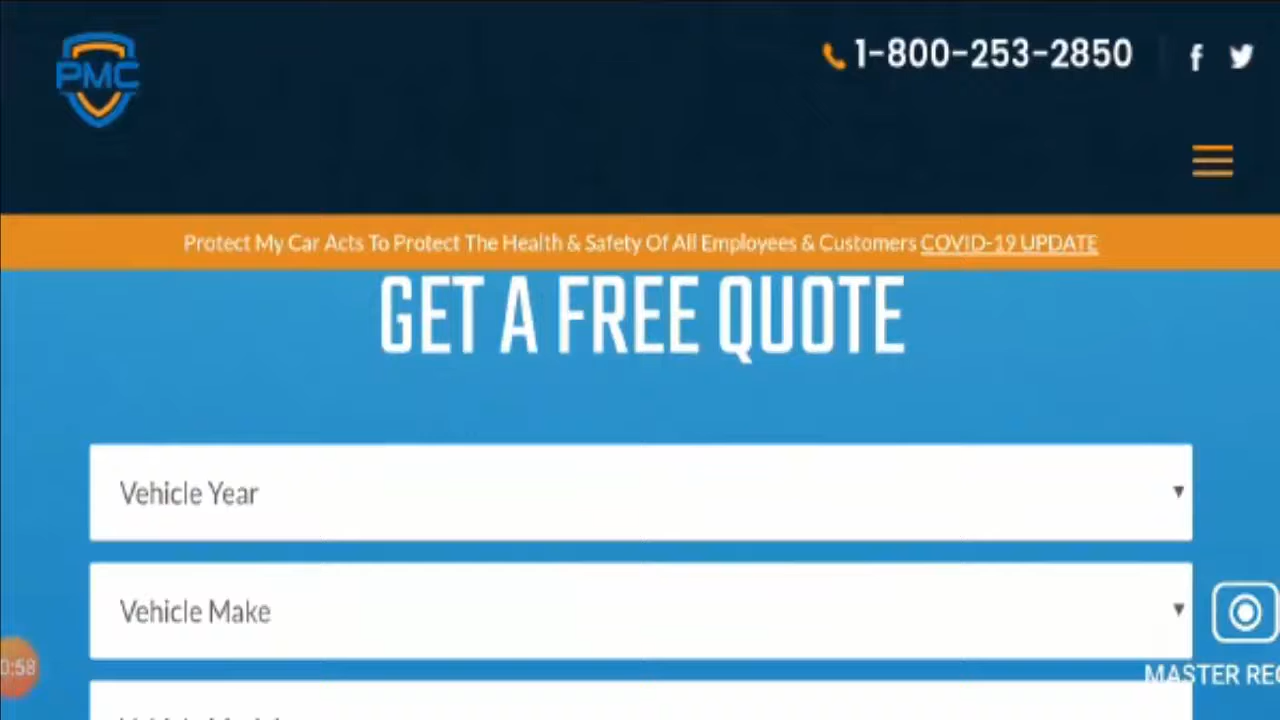 PMC
1-800-253-2850
Protect My Car Acts To Protect The Health & Safety Of All Employees & Customers COVID-19 UPDATE
GET A FREE QUOTE
Vehicle Year
Vehicle Make
0:58
MASTER REC